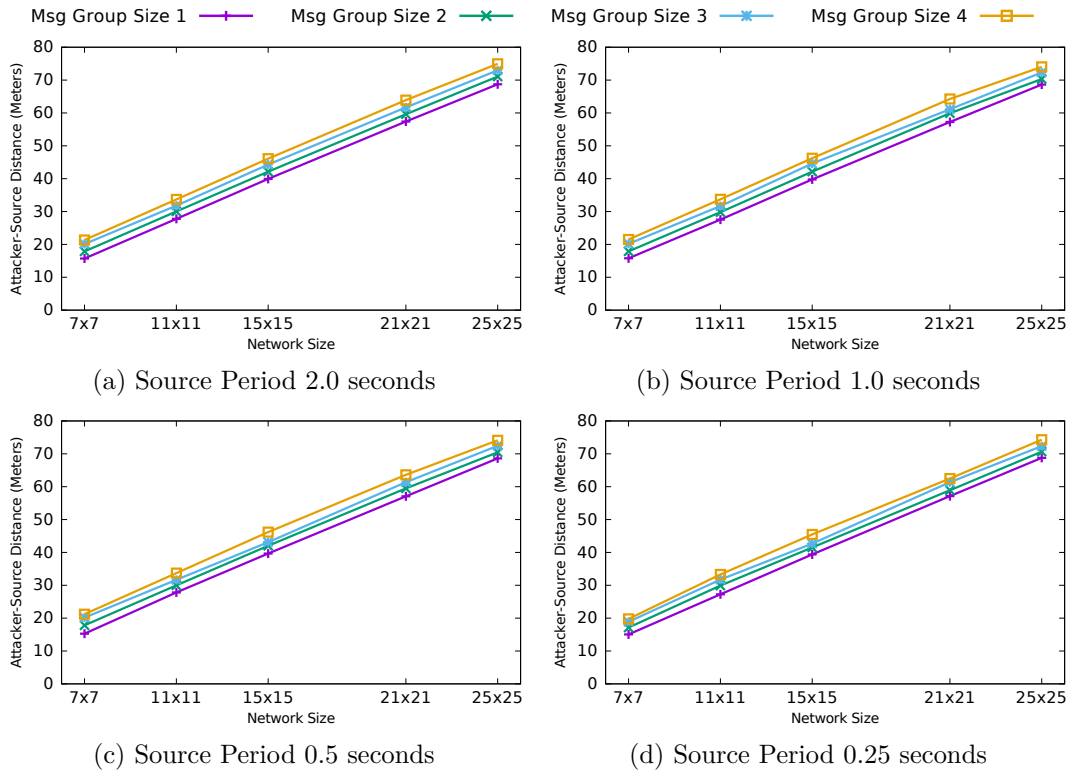 Msg Group Size 1 Msg Group Size 2 Msg Group Size 3 Msg Group Size 4
80
70
60
50
40
30
20
10
0
Attacker-Source Distance (Meters)
7x7 11x11 15x15 21x21 25x25
Network Size
(a) Source Period 2.0 seconds
80
70
60
50
40
30
20
10
0
Attacker-Source Distance (Meters)
7x7 11x11 15x15 21x21 25x25
Network Size
(b) Source Period 1.0 seconds
80
70
60
50
40
30
20
10
0
Attacker-Source Distance (Meters)
7x7 11x11 15x15 21x21 25x25
Network Size
(c) Source Period 0.5 seconds
80
70
60
50
40
30
20
10
0
Attacker-Source Distance (Meters)
7x7 11x11 15x15 21x21 25x25
Network Size
(d) Source Period 0.25 seconds